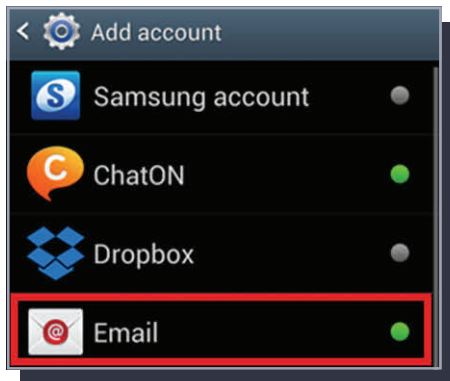 Add account
Samsung account
ChatON
Dropbox
Email